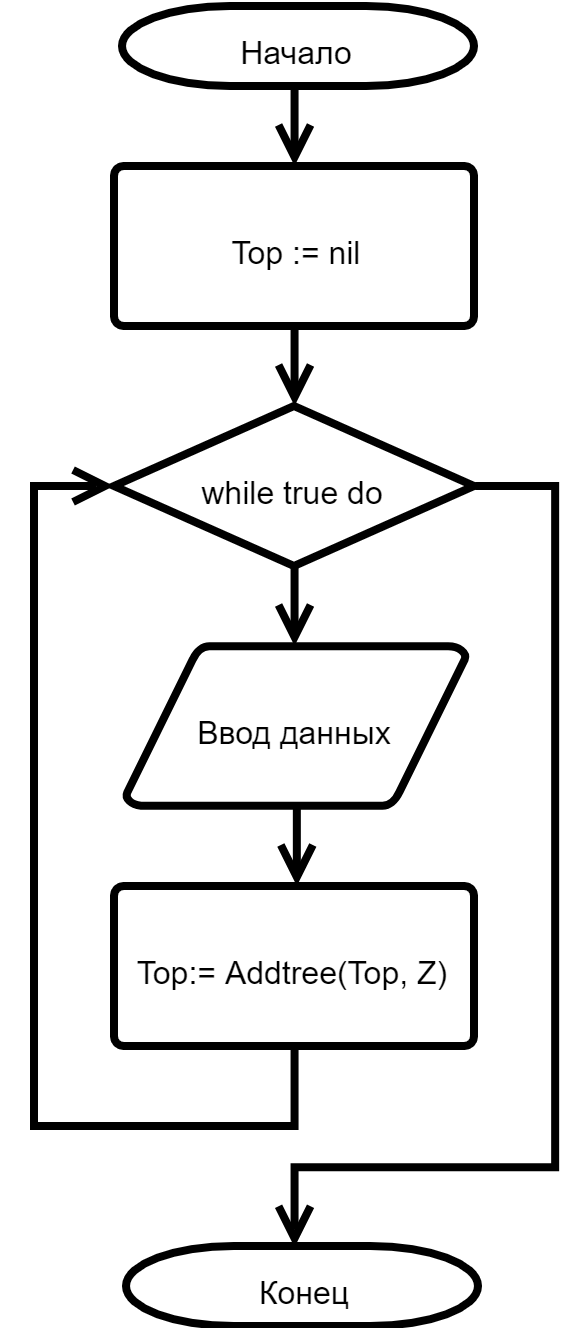 Начало
Top := nil
while true do
Ввод данных
Top:= Addtree(Top, Z)
Конец